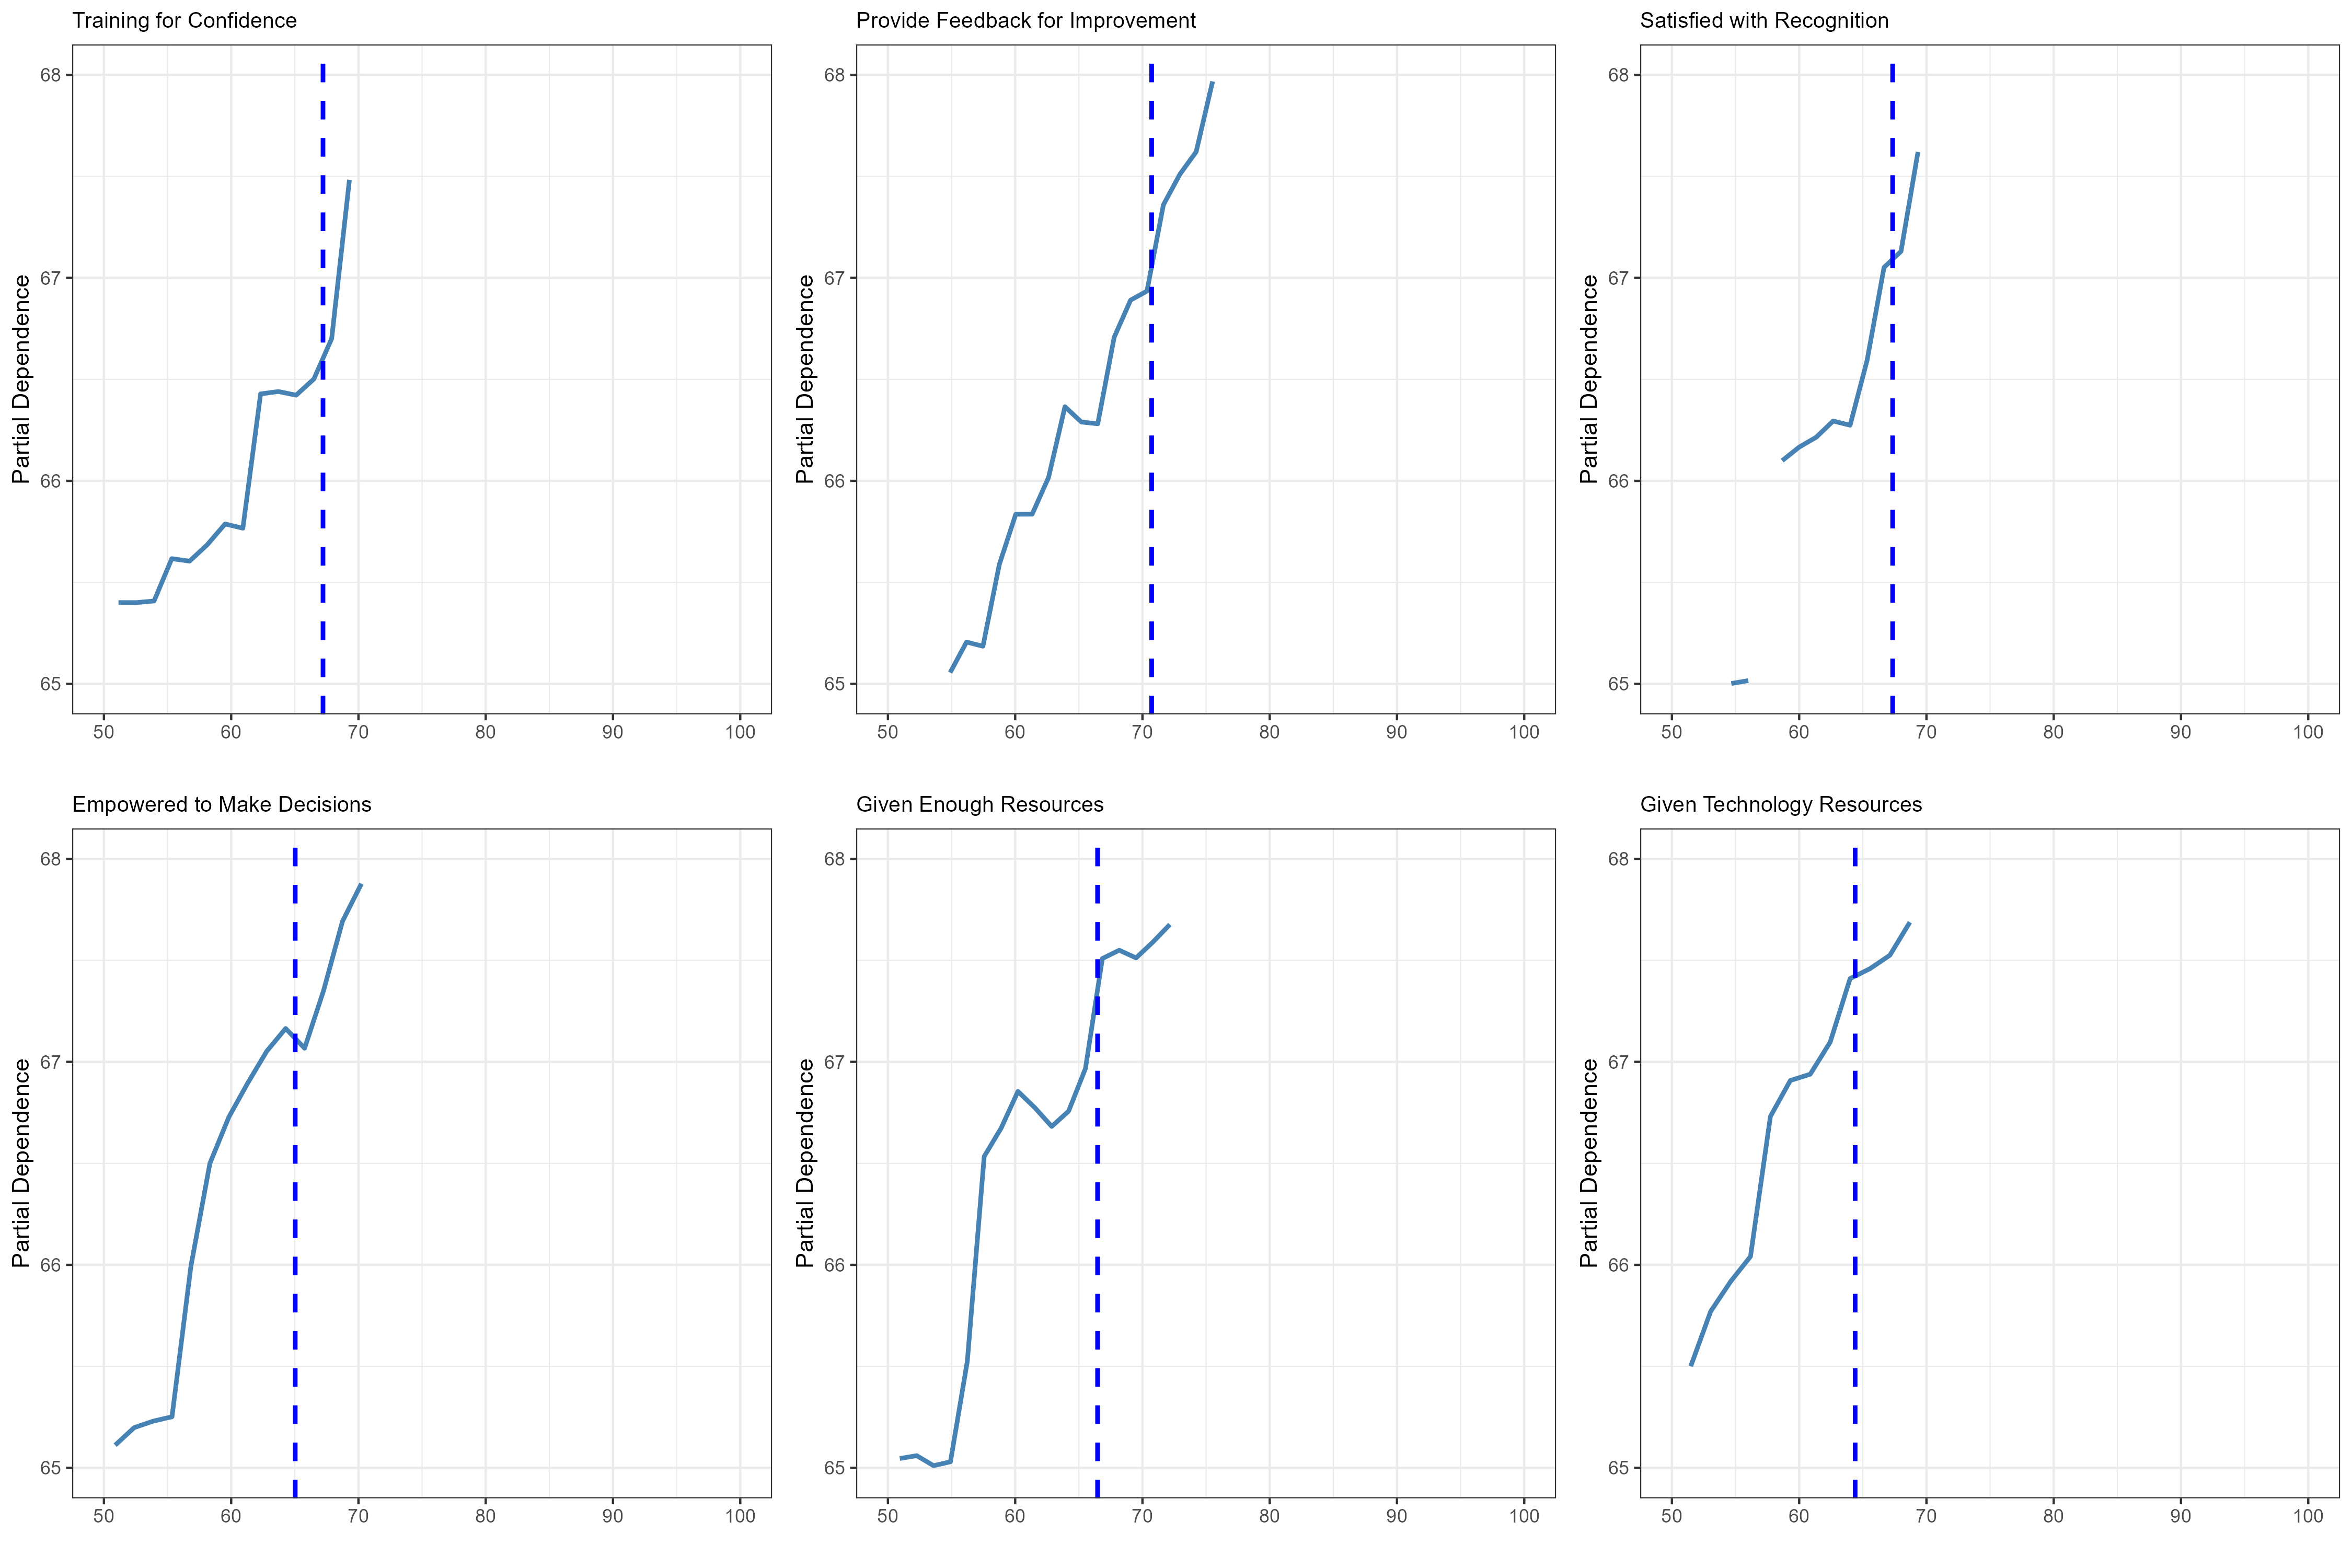 Training for Confidence
Provide Feedback for Improvement
Satisfied with Recognition
68
67
66
65
Partial Dependence
50 60 70 80 90 100
68
67
66
65
Partial Dependence
50 60 70 80 90 100
68
67
66
65
Partial Dependence
50 60 70 80 90 100
Empowered to Make Decisions
Given Enough Resources
Given Technology Resources
68
67
66
65
Partial Dependence
50 60 70 80 90 100
68
67
66
65
Partial Dependence
50 60 70 80 90 100
68
67
66
65
Partial Dependence
50 60 70 80 90 100